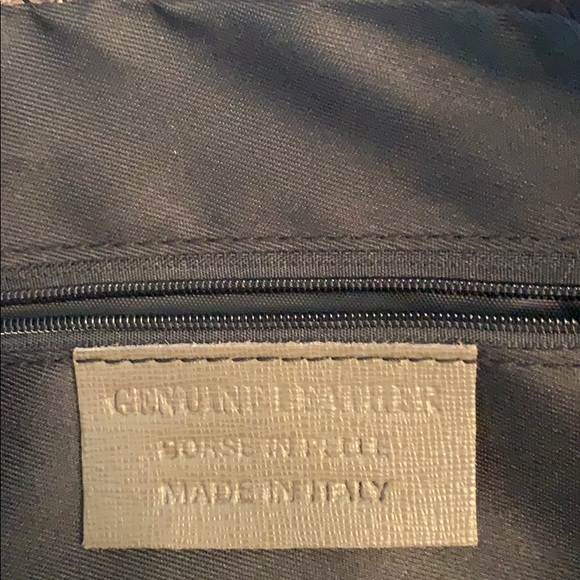 GENUINE LEATHER
BORSE IN PELLE
MADE IN ITALY